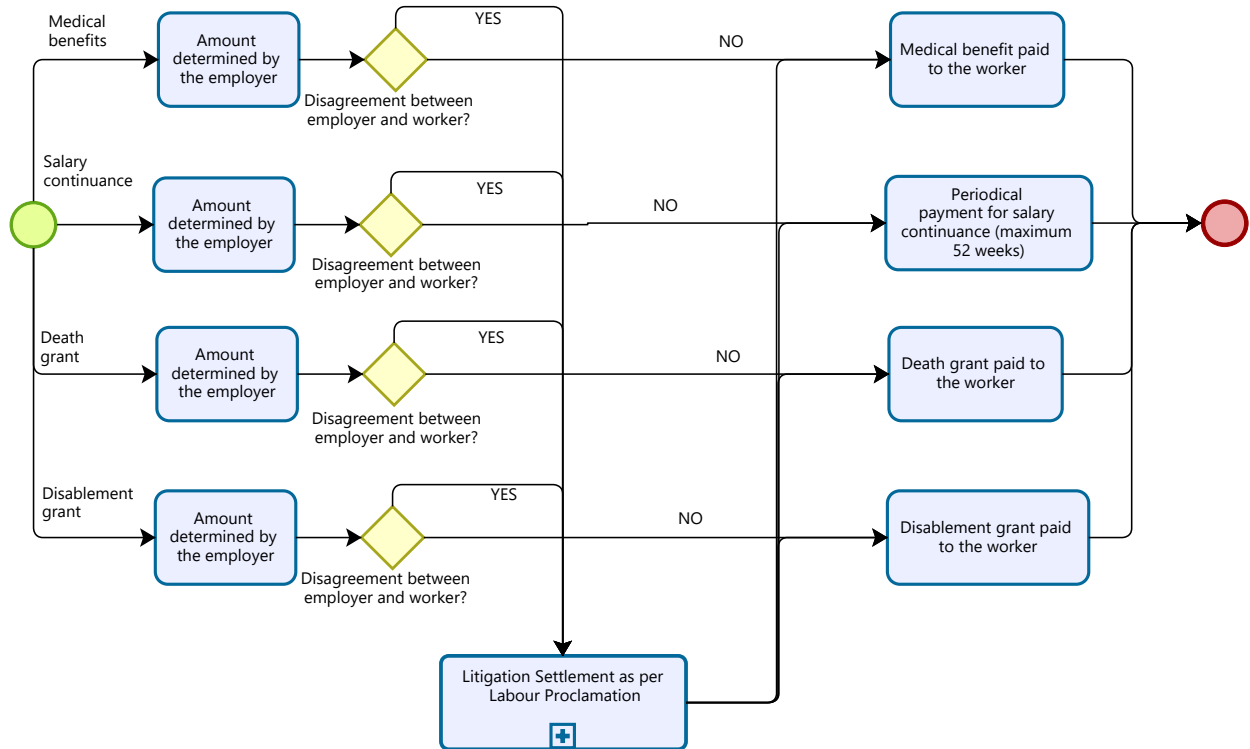 Medical
benefits
Amount
determined by
the employer
YES
Disagreement between
employer and worker?
NO
Medical benefit paid
to the worker
Salary
continuance
Amount
determined by
the employer
YES
Disagreement between
employer and worker?
NO
Periodical
payment for salary
continuance (maximum
52 weeks)
Death
grant
Amount
determined by
the employer
YES
Disagreement between
employer and worker?
NO
Death grant paid to
the worker
Disablement
grant
Amount
determined by
the employer
YES
Disagreement between
employer and worker?
NO
Disablement grant paid
to the worker
Litigation Settlement as per
Labour Proclamation